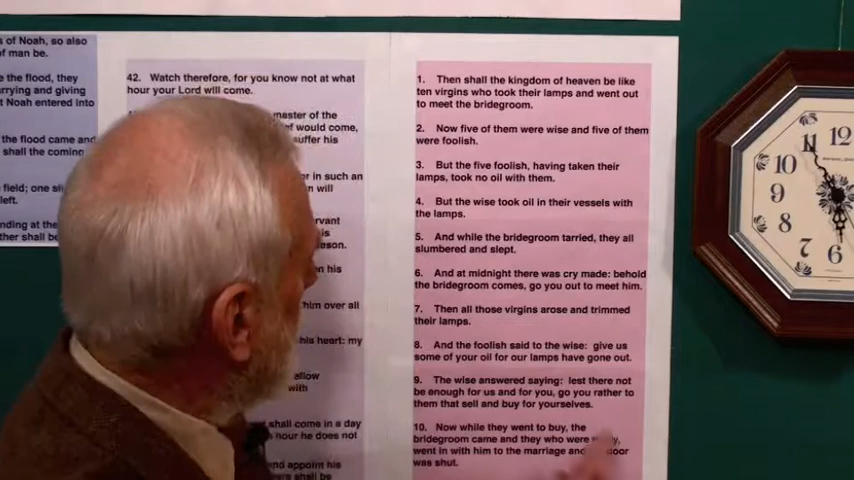 s of Noah, so also
of man be.
he flood, they
rrying and giving
t Noah entered into
the flood came and
shall the coming
field; one
left.
nding at the
ter shall b
42. Watch therefore, for you know not at what
hour your Lord will come.
master of the
f would come,
suffer his
in such an
will
rvant
season.
him over all
his heart: my
allow
with
shall come in a day
hour he does not
and appoint his
1. Then shall the kingdom of heaven be like
ten virgins who took their lamps and went out
to meet the bridegroom.
2. Now five of them were wise and five of them
were foolish.
3. But the five foolish, having taken their
lamps, took no oil with them.
4. But the wise took oil in their vessels with
the lamps.
5. And while the bridegroom tarried, they all
slumbered and slept.
6. And at midnight there was cry made: behold
the bridegroom comes, go you out to meet him.
7. Then all those virgins arose and trimmed
their lamps.
8. And the foolish said to the wise: give us
some of your oil for our lamps have gone out.
9. The wise answered saying: lest there not
be enough for us and for you, go you rather to
them that sell and buy for yourselves.
10. Now while they went to buy, the
bridegroom came and they who were
went in with him to the marriage and door
was shut.
12
11
10
9
8
7
6